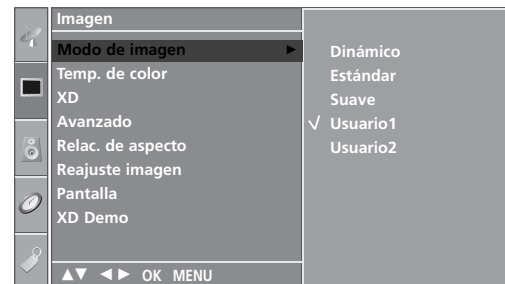 Imagen
Modo de imagen ►
Temp. de color
XD
Avanzado
Relac. de aspecto
Reajuste imagen
Pantalla
XD Demo
▲▼ ◄► OK MENU
Dinámico
Estándar
Suave
√ Usuario1
Usuario2